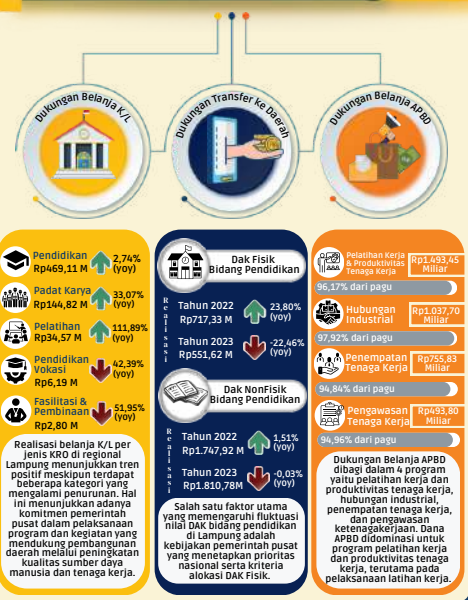 Dukungan Belanja K/L
Dukungan Transfer ke Daerah
Dukungan Belanja APBD
Pendidikan
Rp469,11 M
2,74%
(yoy)
Padat Karya
Rp144,82 M
33,07%
(yoy)
Pelatihan
Rp34,57 M
111,89%
(yoy)
Pendidikan
Vokasi
Rp6,19 M
42,39%
(yoy)
Fasilitasi &
Pembinaan
Rp2,80 M
51,95%
(yoy)
Realisasi belanja K/L per
jenis KRO di regional
Lampung menunjukkan tren
positif meskipun terdapat
beberapa kategori yang
mengalami penurunan. Hal
ini menunjukkan adanya
komitmen pemerintah
pusat dalam pelaksanaan
program dan kegiatan yang
mendukung pembangunan
daerah melalui peningkatan
kualitas sumber daya
manusia dan tenaga kerja.
Dak Fisik
Bidang Pendidikan
Realisasi
Tahun 2022
Rp717,33 M
23,80%
(yoy)
Tahun 2023
Rp551,62 M
-22,46%
(yoy)
Dak NonFisik
Bidang Pendidikan
Realisasi
Tahun 2022
Rp1.747,92 M
1,51%
(yoy)
Tahun 2023
Rp1.810,78M
-0,03%
(yoy)
Salah satu faktor utama
yang memengaruhi fluktuasi
nilai DAK bidang pendidikan
di Lampung adalah
kebijakan pemerintah pusat
yang menetapkan prioritas
nasional serta kriteria
alokasi DAK Fisik.
Pelatihan Kerja
& Produktivitas
Tenaga Kerja
Rp1.493,45
Miliar
96,17% dari pagu
Hubungan
Industrial
Rp1.037,70
Miliar
97,92% dari pagu
Penempatan
Tenaga Kerja
Rp755,83
Miliar
94,84% dari pagu
Pengawasan
Tenaga Kerja
Rp493,80
Miliar
94,96% dari pagu
Dukungan Belanja APBD
dibagi dalam 4 program
yaitu pelatihan kerja dan
produktivitas tenaga kerja,
hubungan industrial,
penempatan tenaga kerja,
dan pengawasan
ketenagakerjaan. Dana
APBD didominasi untuk
program pelatihan kerja
dan produktivitas tenaga
kerja, terutama pada
pelaksanaan latihan kerja.